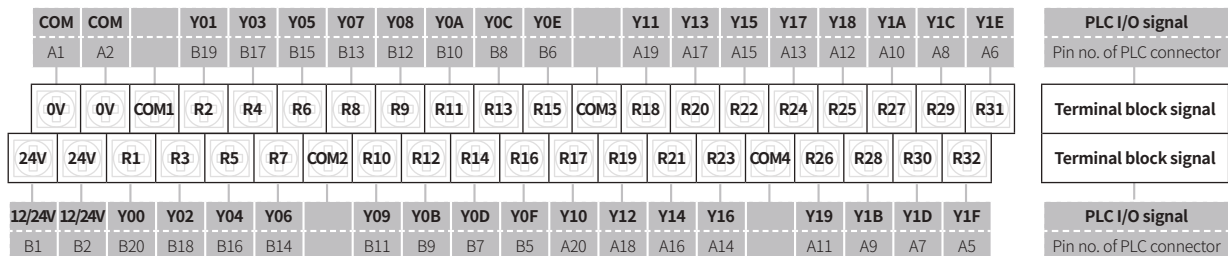 COM COM Y01 Y03 Y05 Y07 Y08 Y0A Y0C Y0E Y11 Y13 Y15 Y17 Y18 Y1A Y1C Y1E PLC I/O signal
A1 A2 B19 B17 B15 B13 B12 B10 B8 B6 A19 A17 A15 A13 A12 A10 A8 A6 Pin no. of PLC connector
0V 0V COM1 R2 R4 R6 R8 R9 R11 R13 R15 COM3 R18 R20 R22 R24 R25 R27 R29 R31 Terminal block signal
24V 24V R1 R3 R5 R7 COM2 R10 R12 R14 R16 R17 R19 R21 R23 COM4 R26 R28 R30 R32 Terminal block signal
12/24V 12/24V Y00 Y02 Y04 Y06 Y09 Y0B Y0D Y0F Y10 Y12 Y14 Y16 Y19 Y1B Y1D Y1F PLC I/O signal
B1 B2 B20 B18 B16 B14 B11 B9 B7 B5 A20 A18 A16 A14 A11 A9 A7 A5 Pin no. of PLC connector